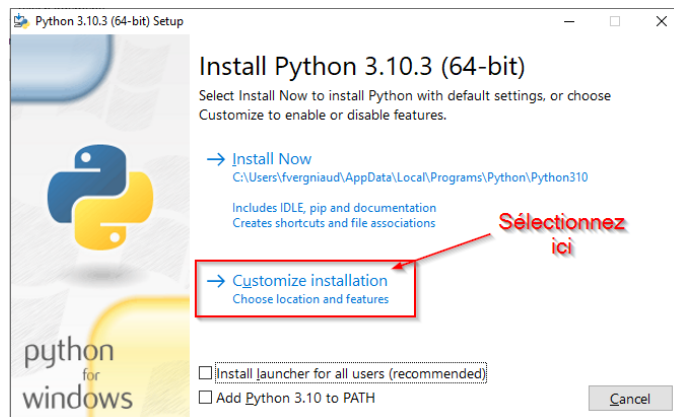 Python 3.10.3 (64-bit) Setup
Install Python 3.10.3 (64-bit)
Select Install Now to install Python with default settings, or choose
Customize to enable or disable features.
Install Now
C:\Users\fvergniaud\AppData\Local\Programs\Python\Python310
Includes IDLE, pip and documentation
Creates shortcuts and file associations
Sélectionnez
ici
Customize installation
Choose location and features
python
for
windows
Install launcher for all users (recommended)
Add Python 3.10 to PATH
Cancel